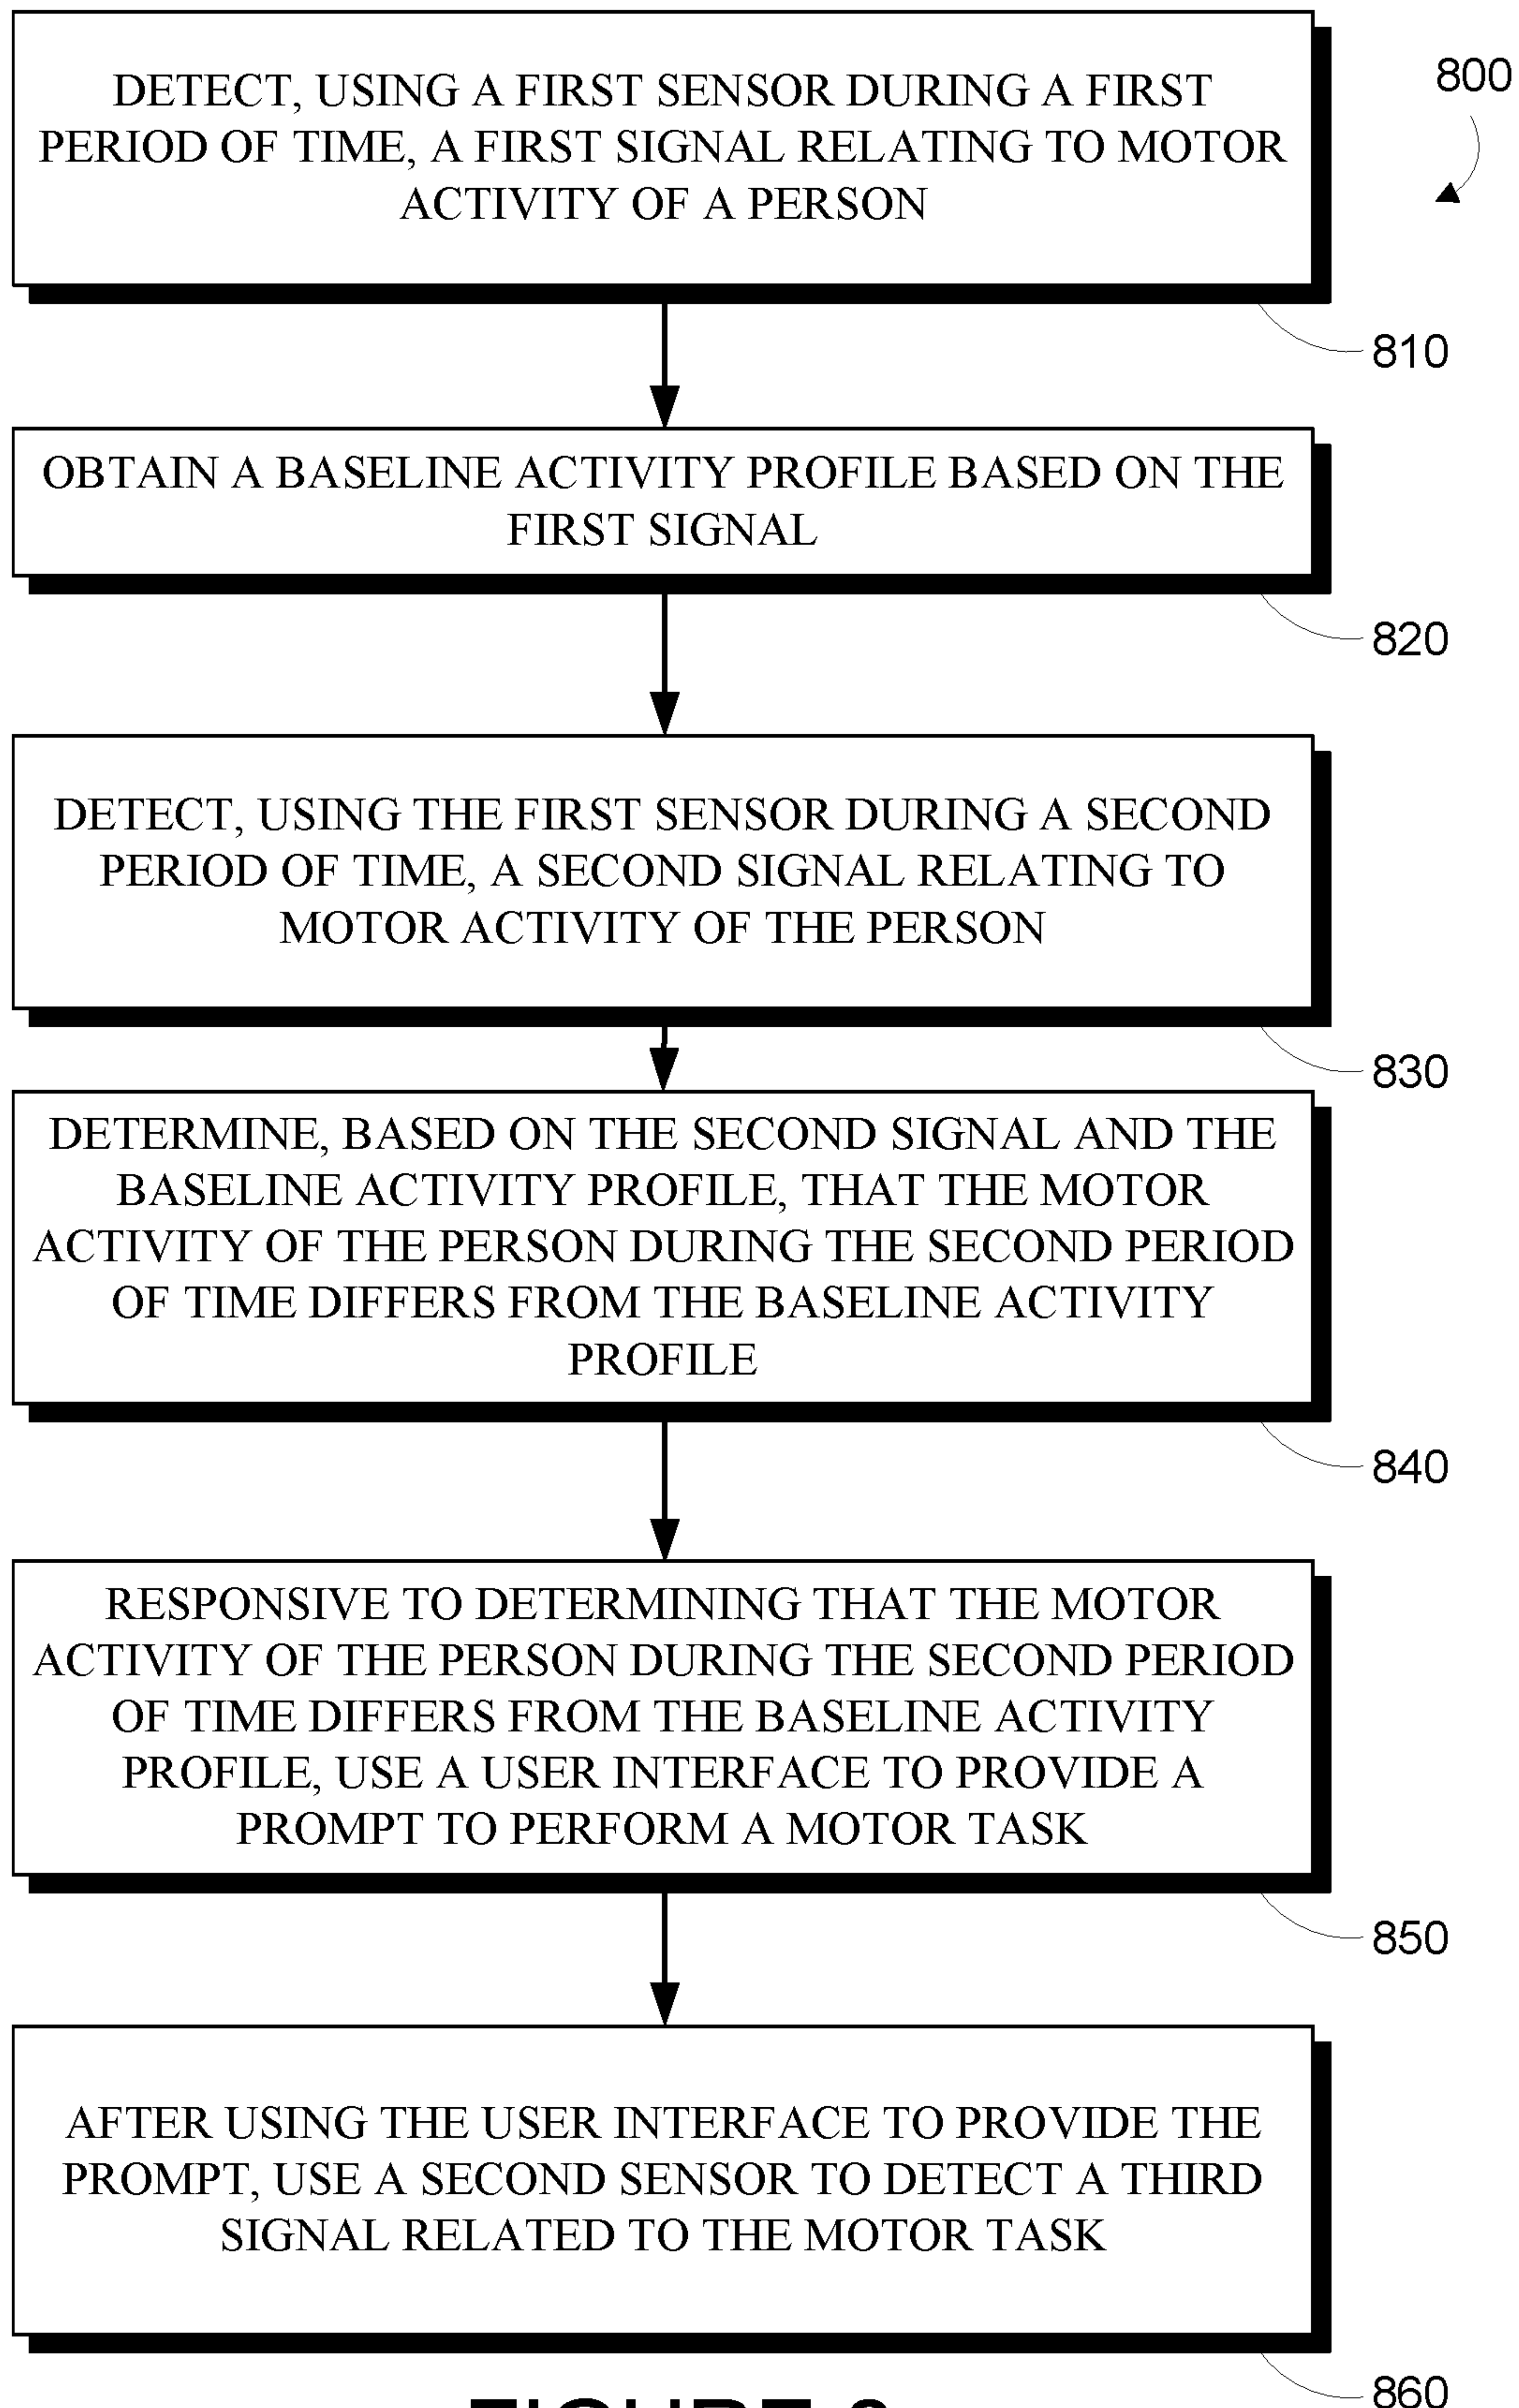 DETECT, USING A FIRST SENSOR DURING A FIRST
PERIOD OF TIME, A FIRST SIGNAL RELATING TO MOTOR
ACTIVITY OF A PERSON
800
810
OBTAIN A BASELINE ACTIVITY PROFILE BASED ON THE
FIRST SIGNAL
820
DETECT, USING THE FIRST SENSOR DURING A SECOND
PERIOD OF TIME, A SECOND SIGNAL RELATING TO
MOTOR ACTIVITY OF THE PERSON
830
DETERMINE, BASED ON THE SECOND SIGNAL AND THE
BASELINE ACTIVITY PROFILE, THAT THE MOTOR
ACTIVITY OF THE PERSON DURING THE SECOND PERIOD
OF TIME DIFFERS FROM THE BASELINE ACTIVITY
PROFILE
840
RESPONSIVE TO DETERMINING THAT THE MOTOR
ACTIVITY OF THE PERSON DURING THE SECOND PERIOD
OF TIME DIFFERS FROM THE BASELINE ACTIVITY
PROFILE, USE A USER INTERFACE TO PROVIDE A
PROMPT TO PERFORM A MOTOR TASK
850
AFTER USING THE USER INTERFACE TO PROVIDE THE
PROMPT, USE A SECOND SENSOR TO DETECT A THIRD
SIGNAL RELATED TO THE MOTOR TASK
860